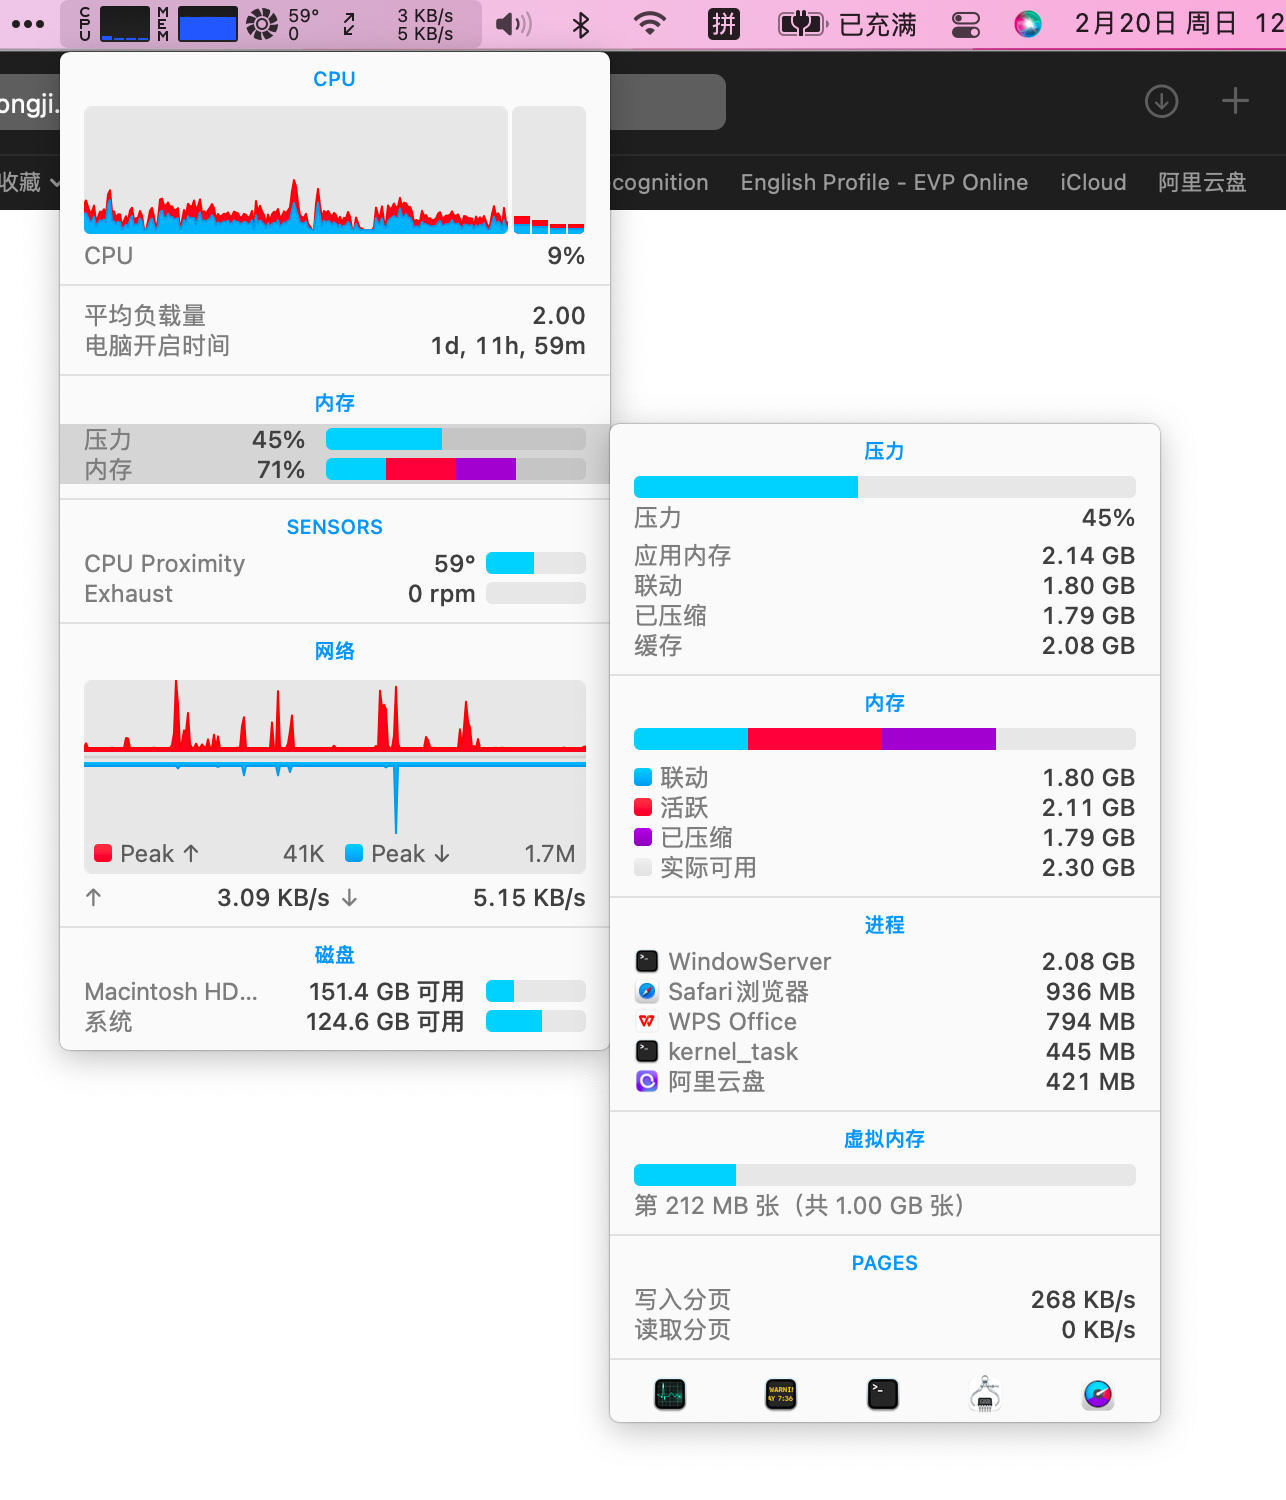 CPU
MEM
59°
0
3 KB/s
5 KB/s
拼
已充满
2月20日 周日 12
ongji.
收藏
cognition
English Profile - EVP Online
iCloud
阿里云盘
CPU
CPU 9%
平均负载量 2.00
电脑开启时间 1d, 11h, 59m
内存
压力 45%
内存 71%
SENSORS
CPU Proximity 59°
Exhaust 0 rpm
网络
Peak ↑ 41K Peak ↓ 1.7M
↑ 3.09 KB/s ↓ 5.15 KB/s
磁盘
Macintosh HD... 151.4 GB 可用
系统 124.6 GB 可用
压力
压力 45%
应用内存 2.14 GB
联动 1.80 GB
已压缩 1.79 GB
缓存 2.08 GB
内存
联动 1.80 GB
活跃 2.11 GB
已压缩 1.79 GB
实际可用 2.30 GB
进程
WindowServer 2.08 GB
Safari浏览器 936 MB
WPS Office 794 MB
kernel_task 445 MB
阿里云盘 421 MB
虚拟内存
第 212 MB 张（共 1.00 GB 张）
PAGES
写入分页 268 KB/s
读取分页 0 KB/s
WARNI
AY 7:36